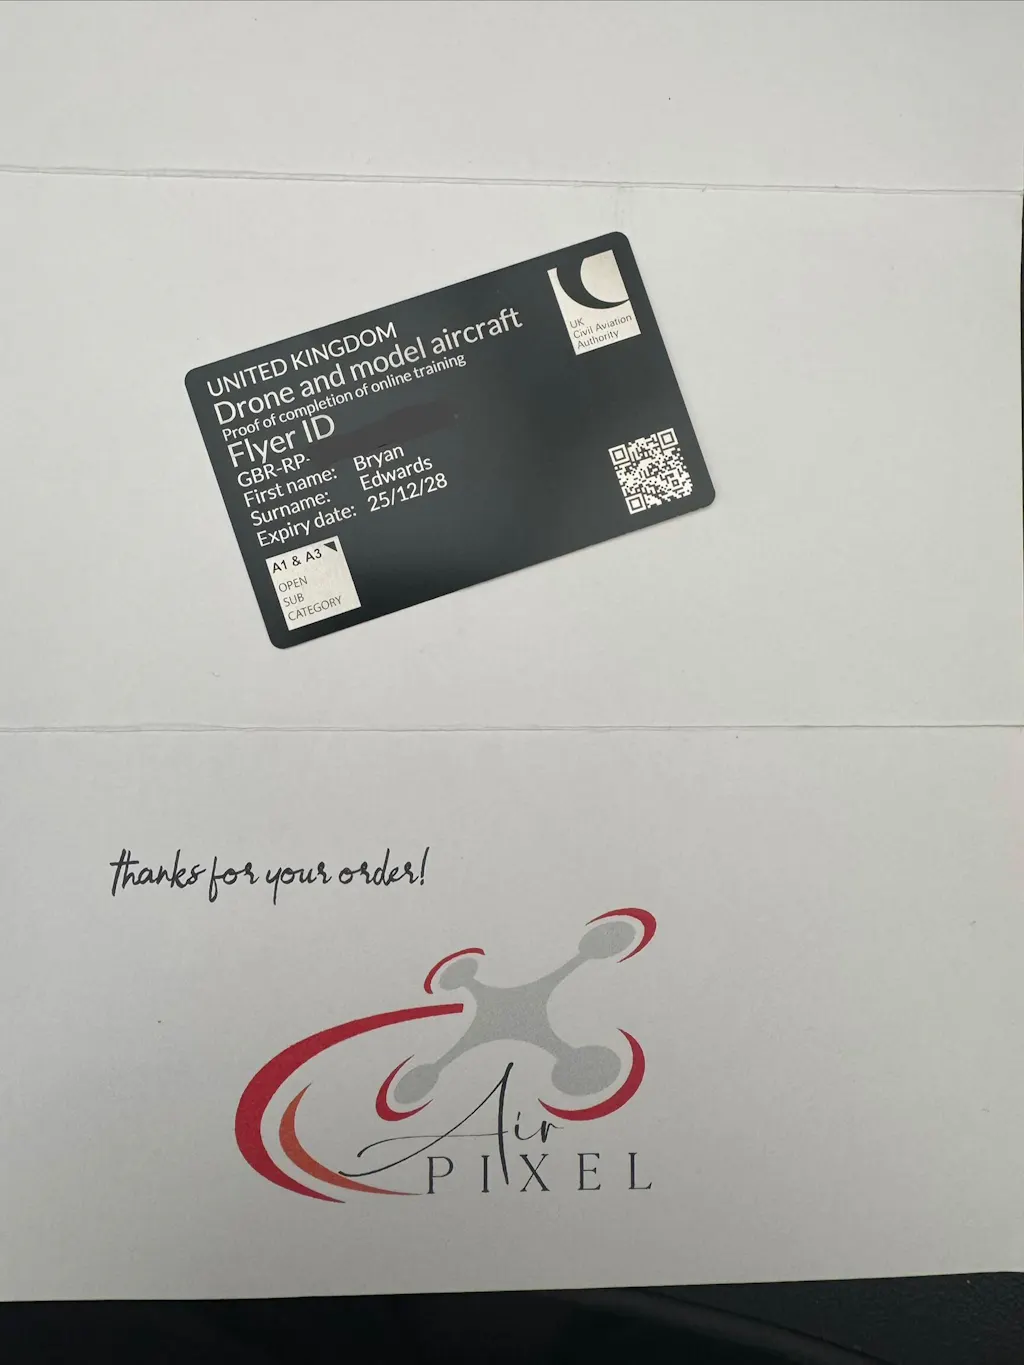 UNITED KINGDOM
Drone and model aircraft
Proof of completion of online training
Flyer ID
GBR-RP-
First name: Bryan
Surname: Edwards
Expiry date: 25/12/28
UK
Civil Aviation
Authority
A1 & A3
OPEN
SUB
CATEGORY
thanks for your order!
Air
PIXEL